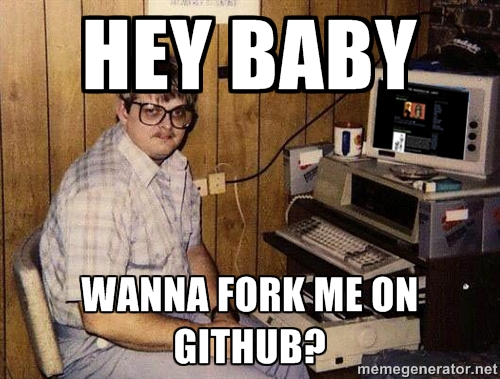 HEY BABY
WANNA FORK ME ON
GITHUB?
memegenerator.net